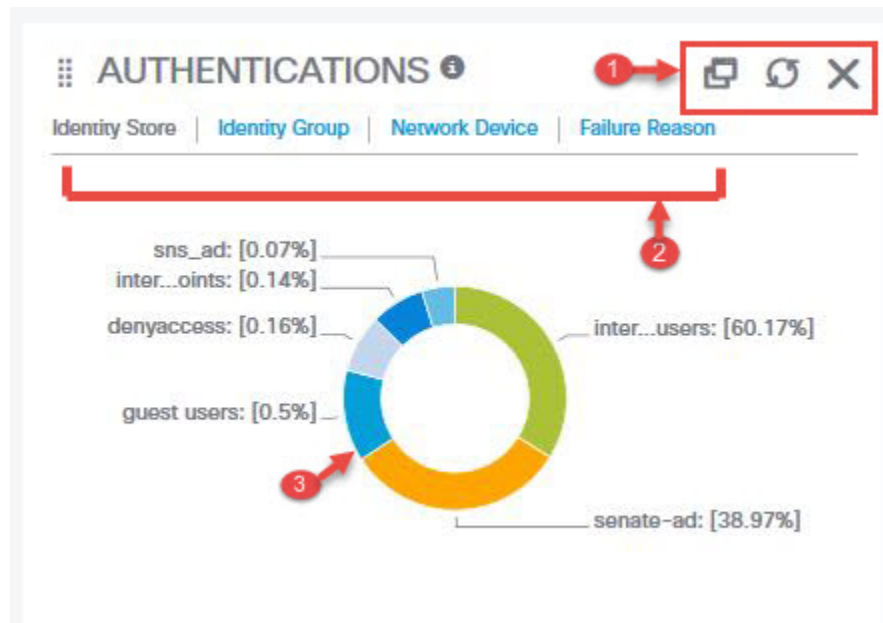 AUTHENTICATIONS
1
Identity Store | Identity Group | Network Device | Failure Reason
2
sns_ad: [0.07%]
inter...oints: [0.14%]
denyaccess: [0.16%]
inter...users: [60.17%]
guest users: [0.5%]
3
senate-ad: [38.97%]